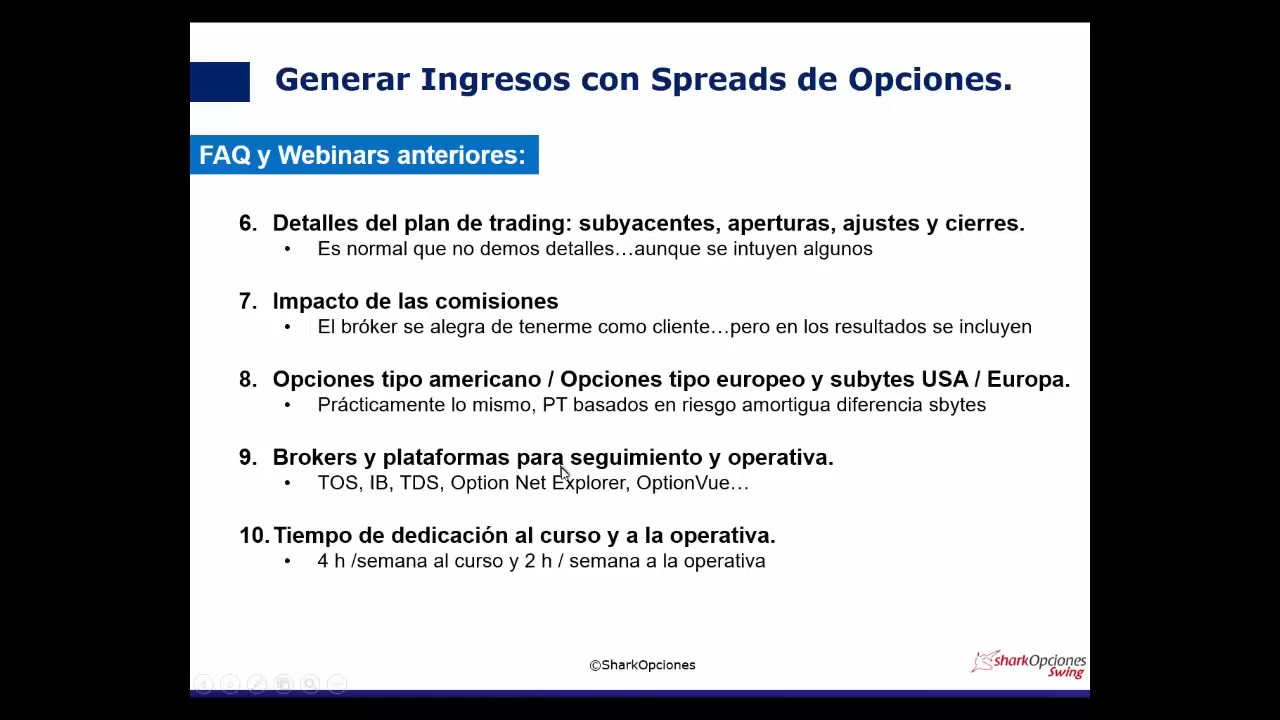 Generar Ingresos con Spreads de Opciones.
FAQ y Webinars anteriores:
6. Detalles del plan de trading: subyacentes, aperturas, ajustes y cierres.
• Es normal que no demos detalles…aunque se intuyen algunos
7. Impacto de las comisiones
• El bróker se alegra de tenerme como cliente…pero en los resultados se incluyen
8. Opciones tipo americano / Opciones tipo europeo y subytes USA / Europa.
• Prácticamente lo mismo, PT basados en riesgo amortigua diferencia sbytes
9. Brokers y plataformas para seguimiento y operativa.
• TOS, IB, TDS, Option Net Explorer, OptionVue…
10. Tiempo de dedicación al curso y a la operativa.
• 4 h /semana al curso y 2 h / semana a la operativa
©SharkOpciones
sharkOpciones
Swing